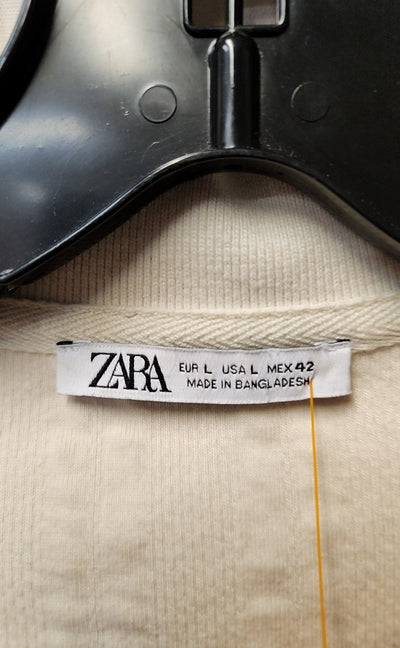 ZARA EUR L USA L MEX 42
MADE IN BANGLADESH